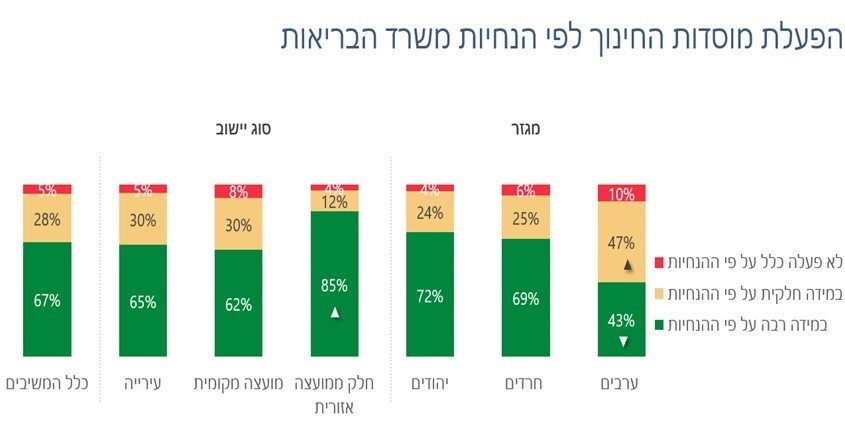 הפעלת מוסדות החינוך לפי הנחיות משרד הבריאות
מגזר
סוג יישוב
10%
6%
4%
4%
8%
5%
5%
47%
25%
24%
12%
30%
30%
28%
43%
69%
72%
85%
62%
65%
67%
לא פעלה כלל על פי ההנחיות
במידה חלקית על פי ההנחיות
במידה רבה על פי ההנחיות
ערבים
חרדים
יהודים
חלק ממועצה
אזורית
מועצה מקומית
עירייה
כלל המשיבים